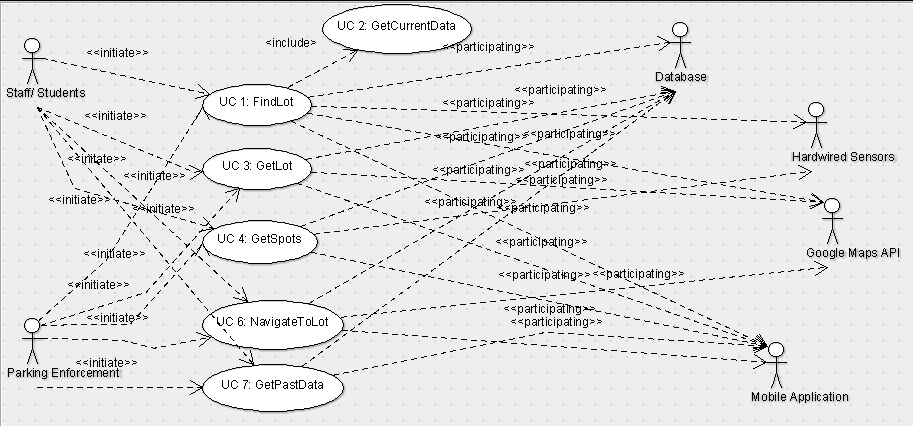 UC 2: GetCurrentData
<include>
<<participating>>
<<initiate>>
Database
Staff/ Students
<<participating>>
UC 1: FindLot
<<participating>>
<<initiate>>
<<participating>>
<<participating>>
<<initate>>
Hardwired Sensors
UC 3: GetLot
<<participating>>
<<participating>>
<<initiate>>
<<participating>>
<<participating>>
<<initiate>>
<<initiate>>
<<participating>>
<<participating>>
UC 4: GetSpots
<<participating>>
<<initiate>>
Google Maps API
<<participating>>
<<participating>>
<<initiate>>
<<participating>>
<<initiate>>
UC 6: NavigateToLot
<<participating>>
<<initiate>>
Parking Enforcement
UC 7: GetPastData
Mobile Application